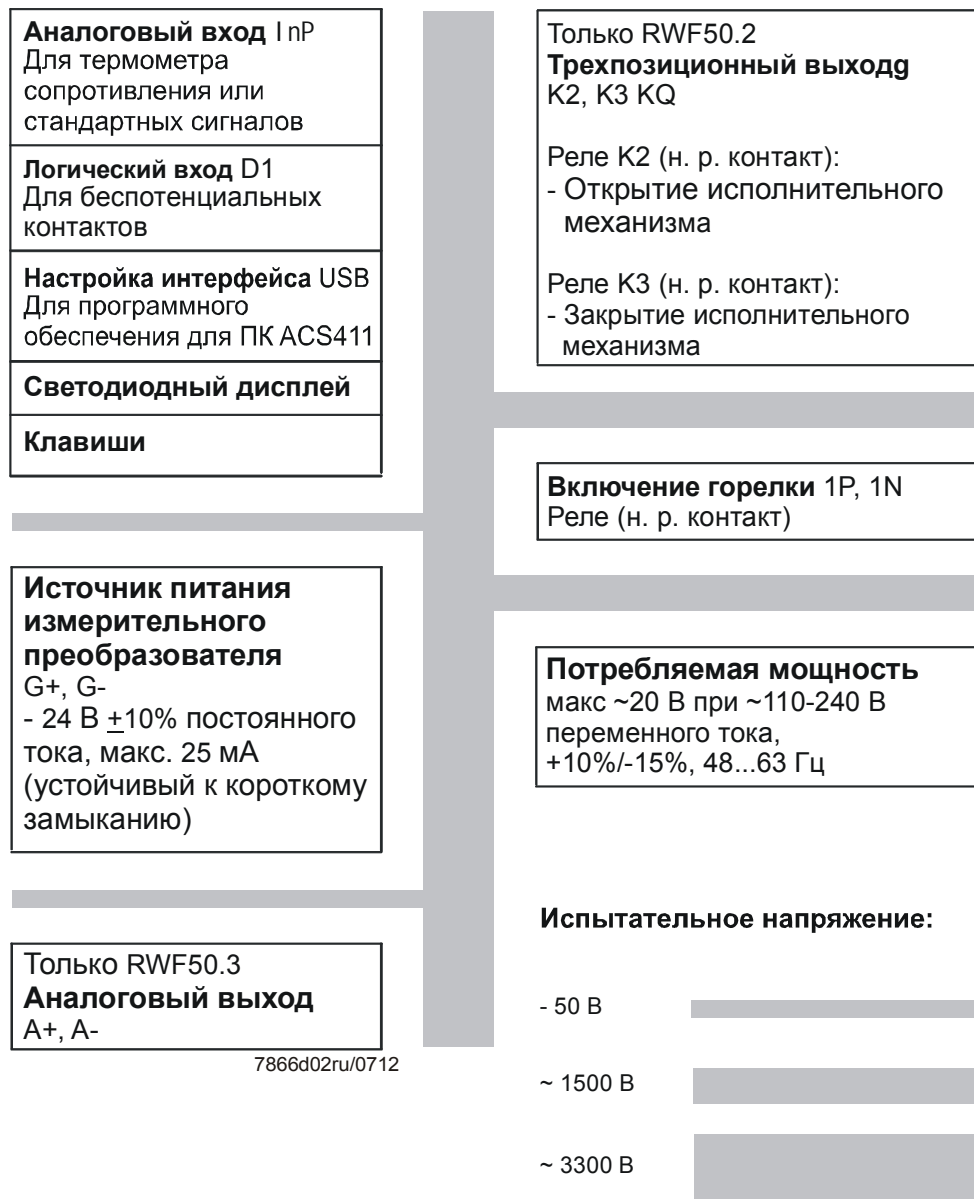 Аналоговый вход InP
Для термометра
сопротивления или
стандартных сигналов
Логический вход D1
Для беспотенциальных
контактов
Настройка интерфейса USB
Для программного
обеспечения для ПК ACS411
Светодиодный дисплей
Клавиши
Источник питания
измерительного
преобразователя
G+, G-
- 24 В ±10% постоянного
тока, макс. 25 мА
(устойчивый к короткому
замыканию)
Только RWF50.3
Аналоговый выход
A+, A-
7866d02ru/0712
Только RWF50.2
Трехпозиционный выходg
K2, K3 KQ
Реле K2 (н. р. контакт):
- Открытие исполнительного
механизма
Реле K3 (н. р. контакт):
- Закрытие исполнительного
механизма
Включение горелки 1P, 1N
Реле (н. р. контакт)
Потребляемая мощность
макс ~20 В при ~110-240 В
переменного тока,
+10%/-15%, 48...63 Гц
Испытательное напряжение:
- 50 В
~ 1500 В
~ 3300 В